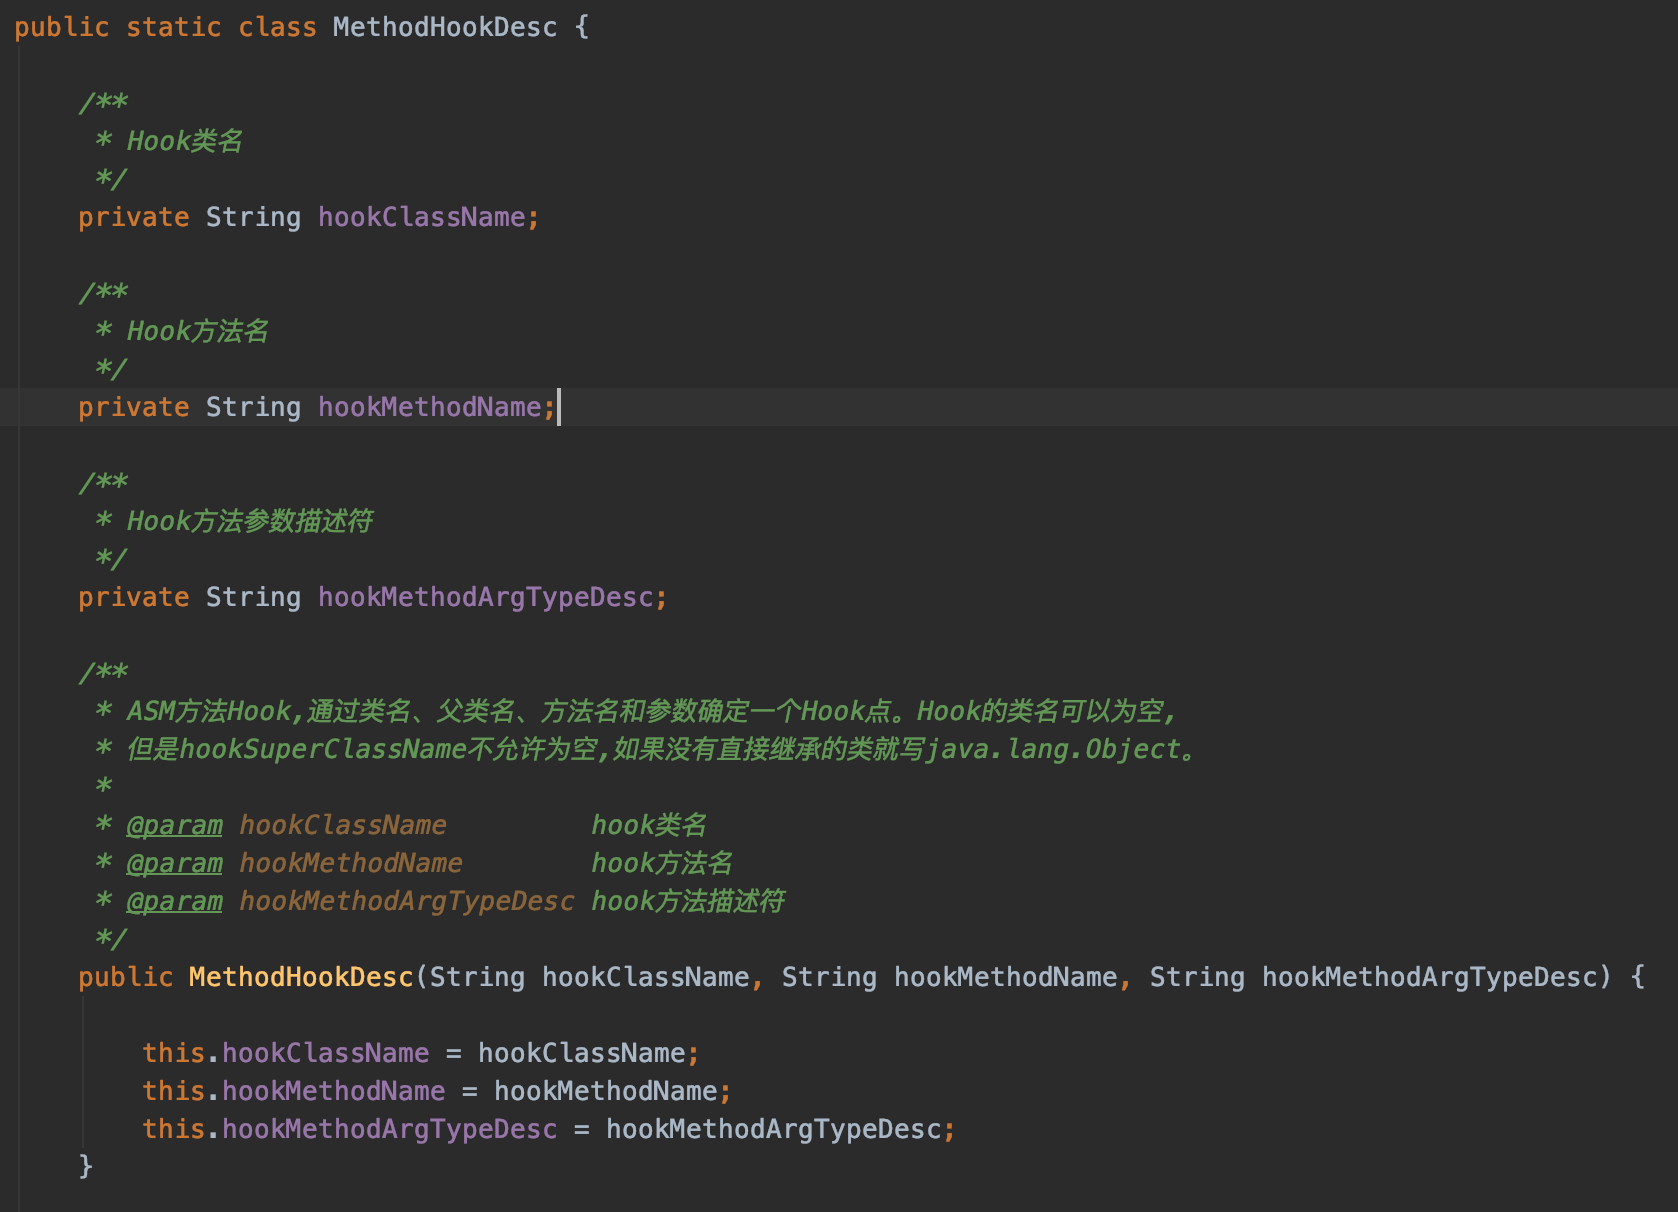 public static class MethodHookDesc {
/**
* Hook类名
*/
private String hookClassName;
/**
* Hook方法名
*/
private String hookMethodName;
/**
* Hook方法参数描述符
*/
private String hookMethodArgTypeDesc;
/**
* ASM方法Hook,通过类名、父类名、方法名和参数确定一个Hook点。Hook的类名可以为空,
* 但是hookSuperClassName不允许为空,如果没有直接继承的类就写java.lang.Object。
*
* @param hookClassName         hook类名
* @param hookMethodName        hook方法名
* @param hookMethodArgTypeDesc hook方法描述符
*/
public MethodHookDesc(String hookClassName, String hookMethodName, String hookMethodArgTypeDesc) {
this.hookClassName = hookClassName;
this.hookMethodName = hookMethodName;
this.hookMethodArgTypeDesc = hookMethodArgTypeDesc;
}